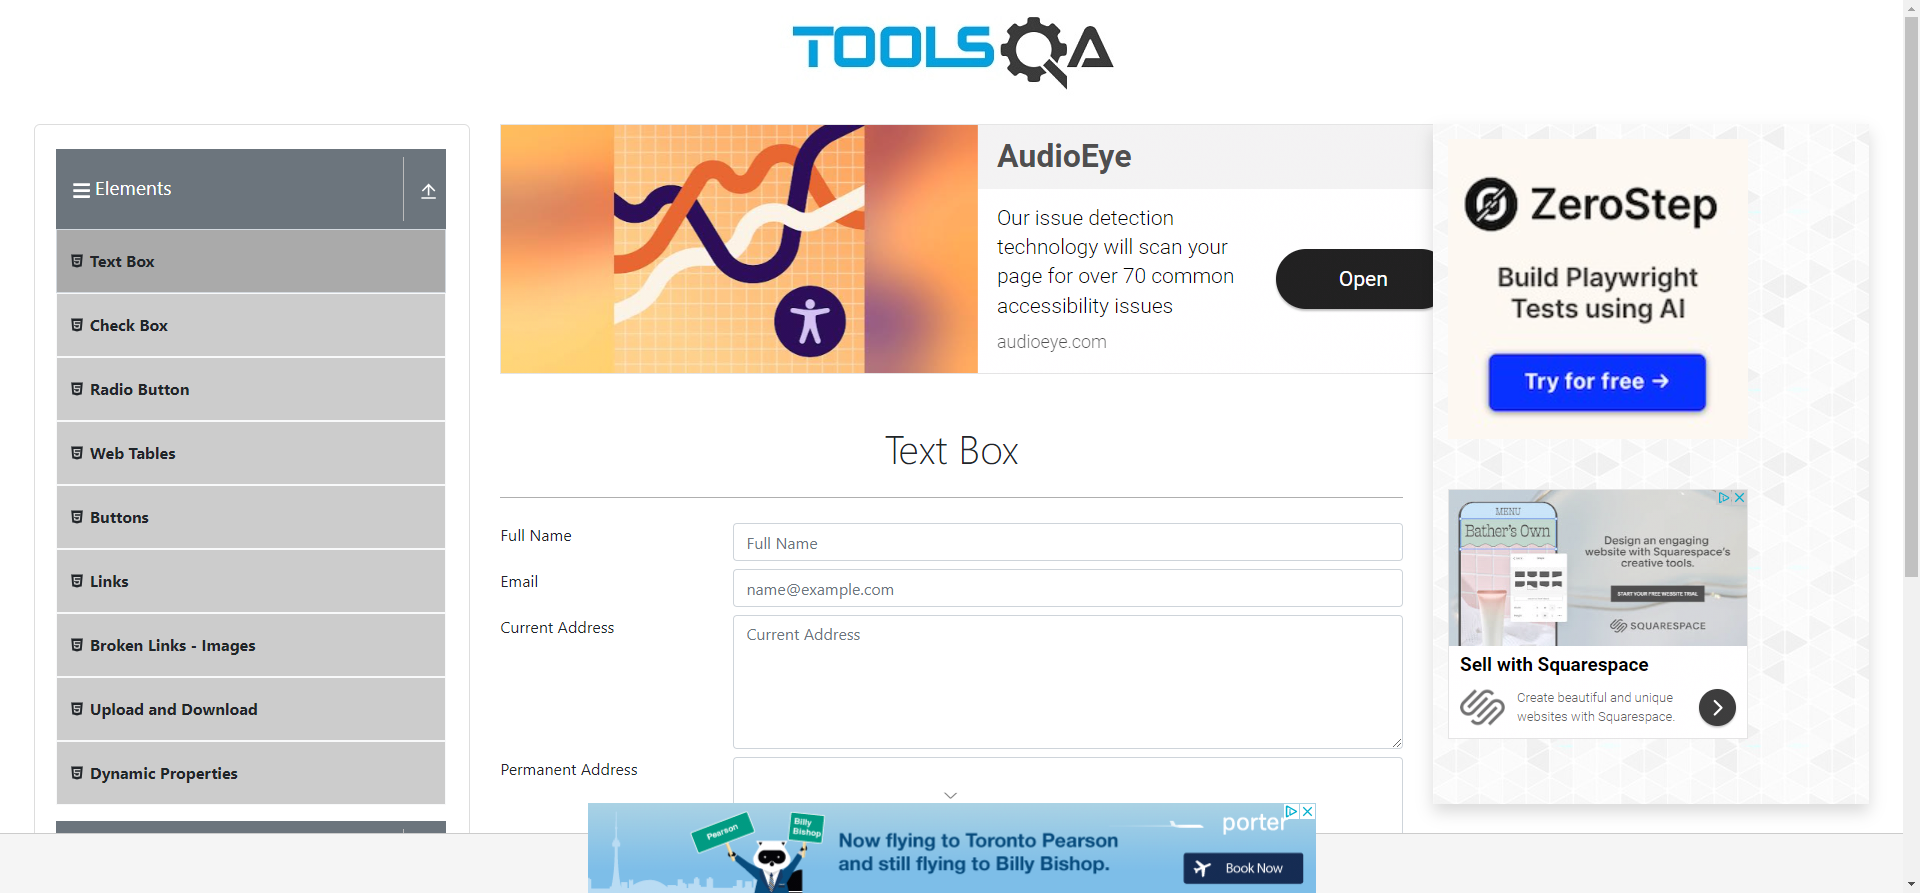 TOOLSQA
Elements
Text Box
Check Box
Radio Button
Web Tables
Buttons
Links
Broken Links - Images
Upload and Download
Dynamic Properties
AudioEye
Our issue detection
technology will scan your
page for over 70 common
accessibility issues
audioeye.com
Open
Text Box
Full Name
Full Name
Email
name@example.com
Current Address
Current Address
Permanent Address
ZeroStep
Build Playwright
Tests using AI
Try for free →
MENU
Bather's Own
Design an engaging
website with Squarespace's
creative tools.
START YOUR FREE WEBSITE TRIAL
SQUARESPACE
Sell with Squarespace
Create beautiful and unique
websites with Squarespace.
Pearson
Billy
Bishop
Now flying to Toronto Pearson
and still flying to Billy Bishop.
porter
Book Now